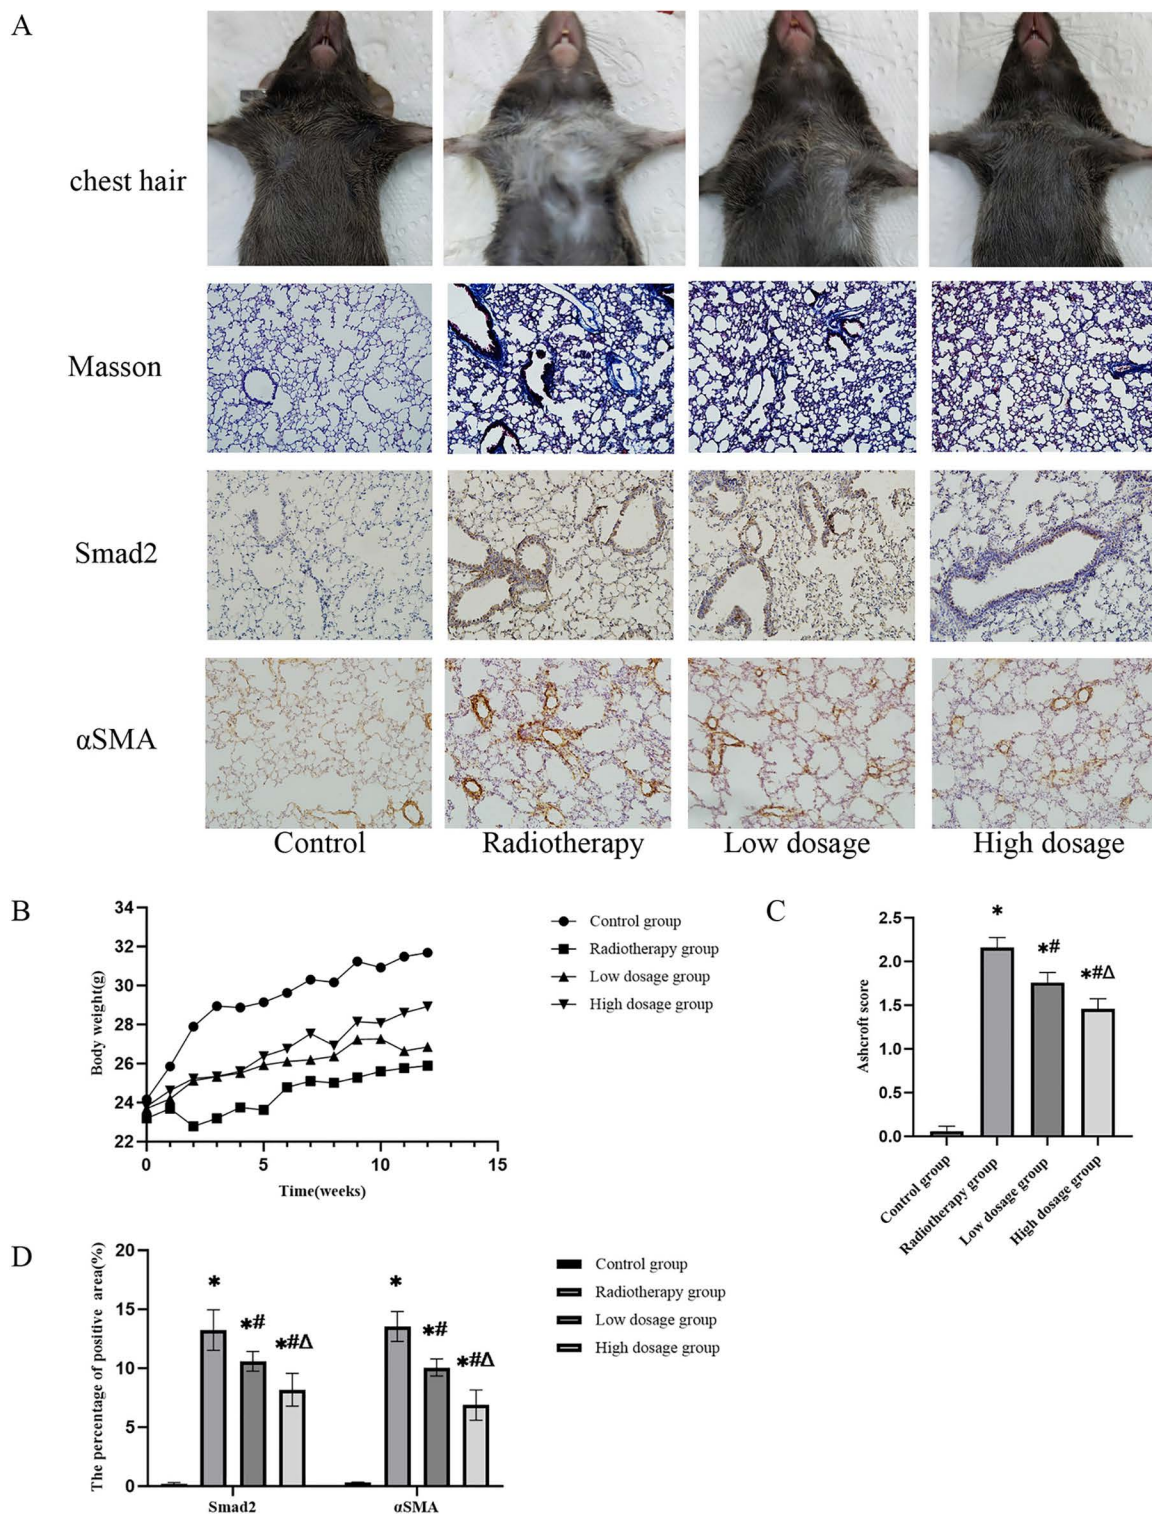 A
chest hair
Masson
Smad2
αSMA
Control Radiotherapy Low dosage High dosage
B
34
32
30
28
26
24
22
0 5 10 15
Body weight(g)
Time(weeks)
Control group
Radiotherapy group
Low dosage group
High dosage group
C
2.5
2.0
1.5
1.0
0.5
0.0
Ashcroft score
*
*#
*#Δ
Control group
Radiotherapy group
Low dosage group
High dosage group
D
20
15
10
5
0
The percentage of positive area(%)
*
*#
*#Δ
*
*#
*#Δ
Smad2 αSMA
Control group
Radiotherapy group
Low dosage group
High dosage group